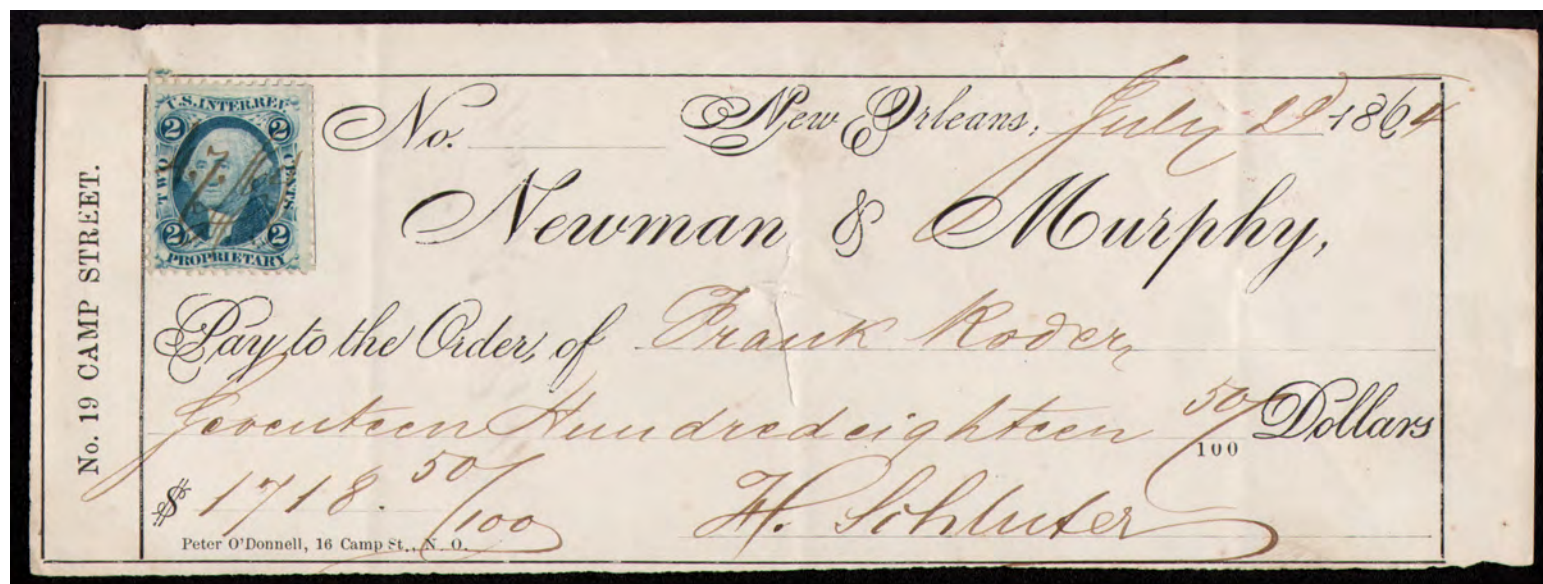 No. 19 CAMP STREET.
U.S. INTER. REV.
2 2
TWO CENTS
2 2
PROPRIETARY
No. New Orleans, July 2d 1864
Newman & Murphy,
Pay to the Order, of Frank Roder
Seventeen Hundred eighteen 50/100 Dollars
$ 1718. 50/100 H. Schluter
Peter O'Donnell, 16 Camp St., N. O.